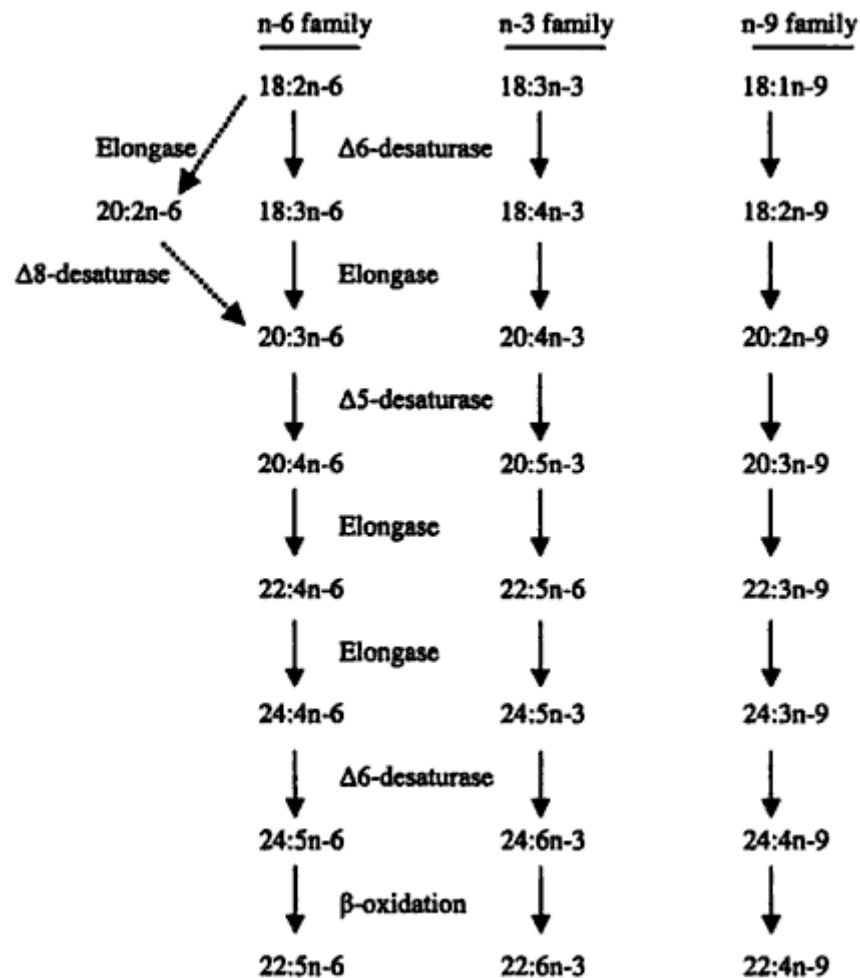 n-6 family n-3 family n-9 family
18:2n-6 18:3n-3 18:1n-9
Elongase Δ6-desaturase
20:2n-6 18:3n-6 18:4n-3 18:2n-9
Δ8-desaturase Elongase
20:3n-6 20:4n-3 20:2n-9
Δ5-desaturase
20:4n-6 20:5n-3 20:3n-9
Elongase
22:4n-6 22:5n-6 22:3n-9
Elongase
24:4n-6 24:5n-3 24:3n-9
Δ6-desaturase
24:5n-6 24:6n-3 24:4n-9
β-oxidation
22:5n-6 22:6n-3 22:4n-9